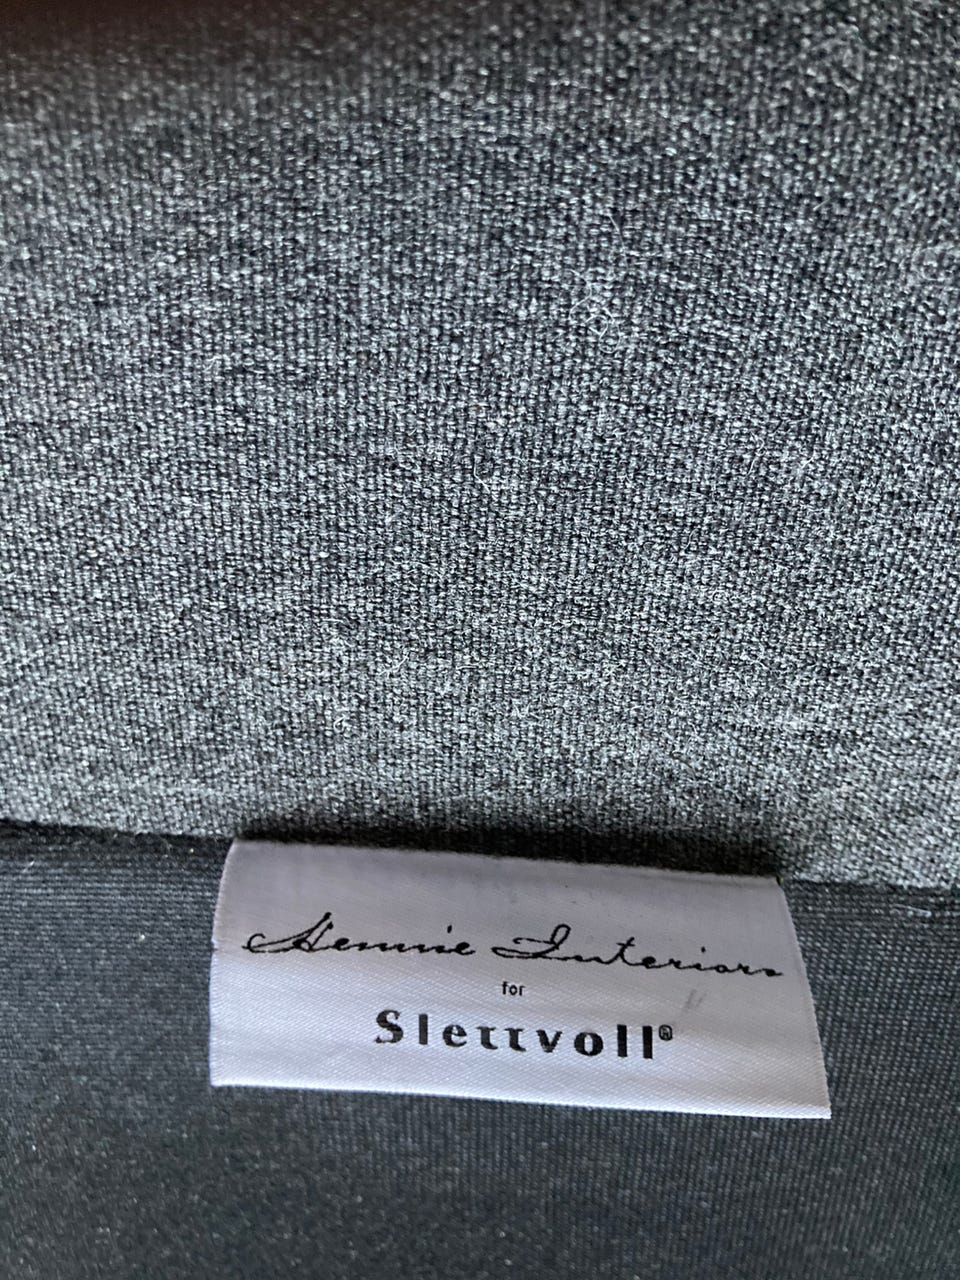 Hennie Interiors
for
Slettvoll®